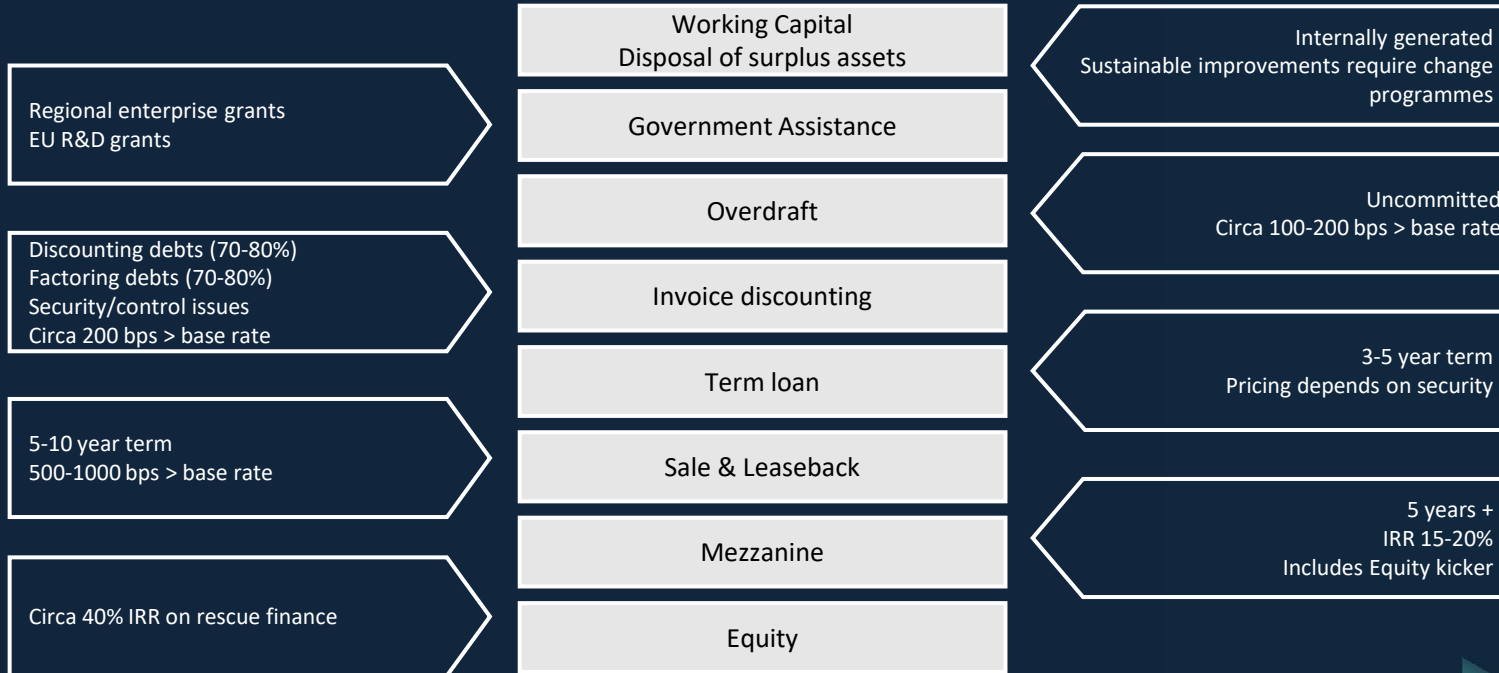 Working Capital
Disposal of surplus assets
Internally generated
Sustainable improvements require change
programmes
Regional enterprise grants
EU R&D grants
Government Assistance
Overdraft
Uncommitted
Circa 100-200 bps > base rate
Discounting debts (70-80%)
Factoring debts (70-80%)
Security/control issues
Circa 200 bps > base rate
Invoice discounting
Term loan
3-5 year term
Pricing depends on security
5-10 year term
500-1000 bps > base rate
Sale & Leaseback
Mezzanine
5 years +
IRR 15-20%
Includes Equity kicker
Circa 40% IRR on rescue finance
Equity